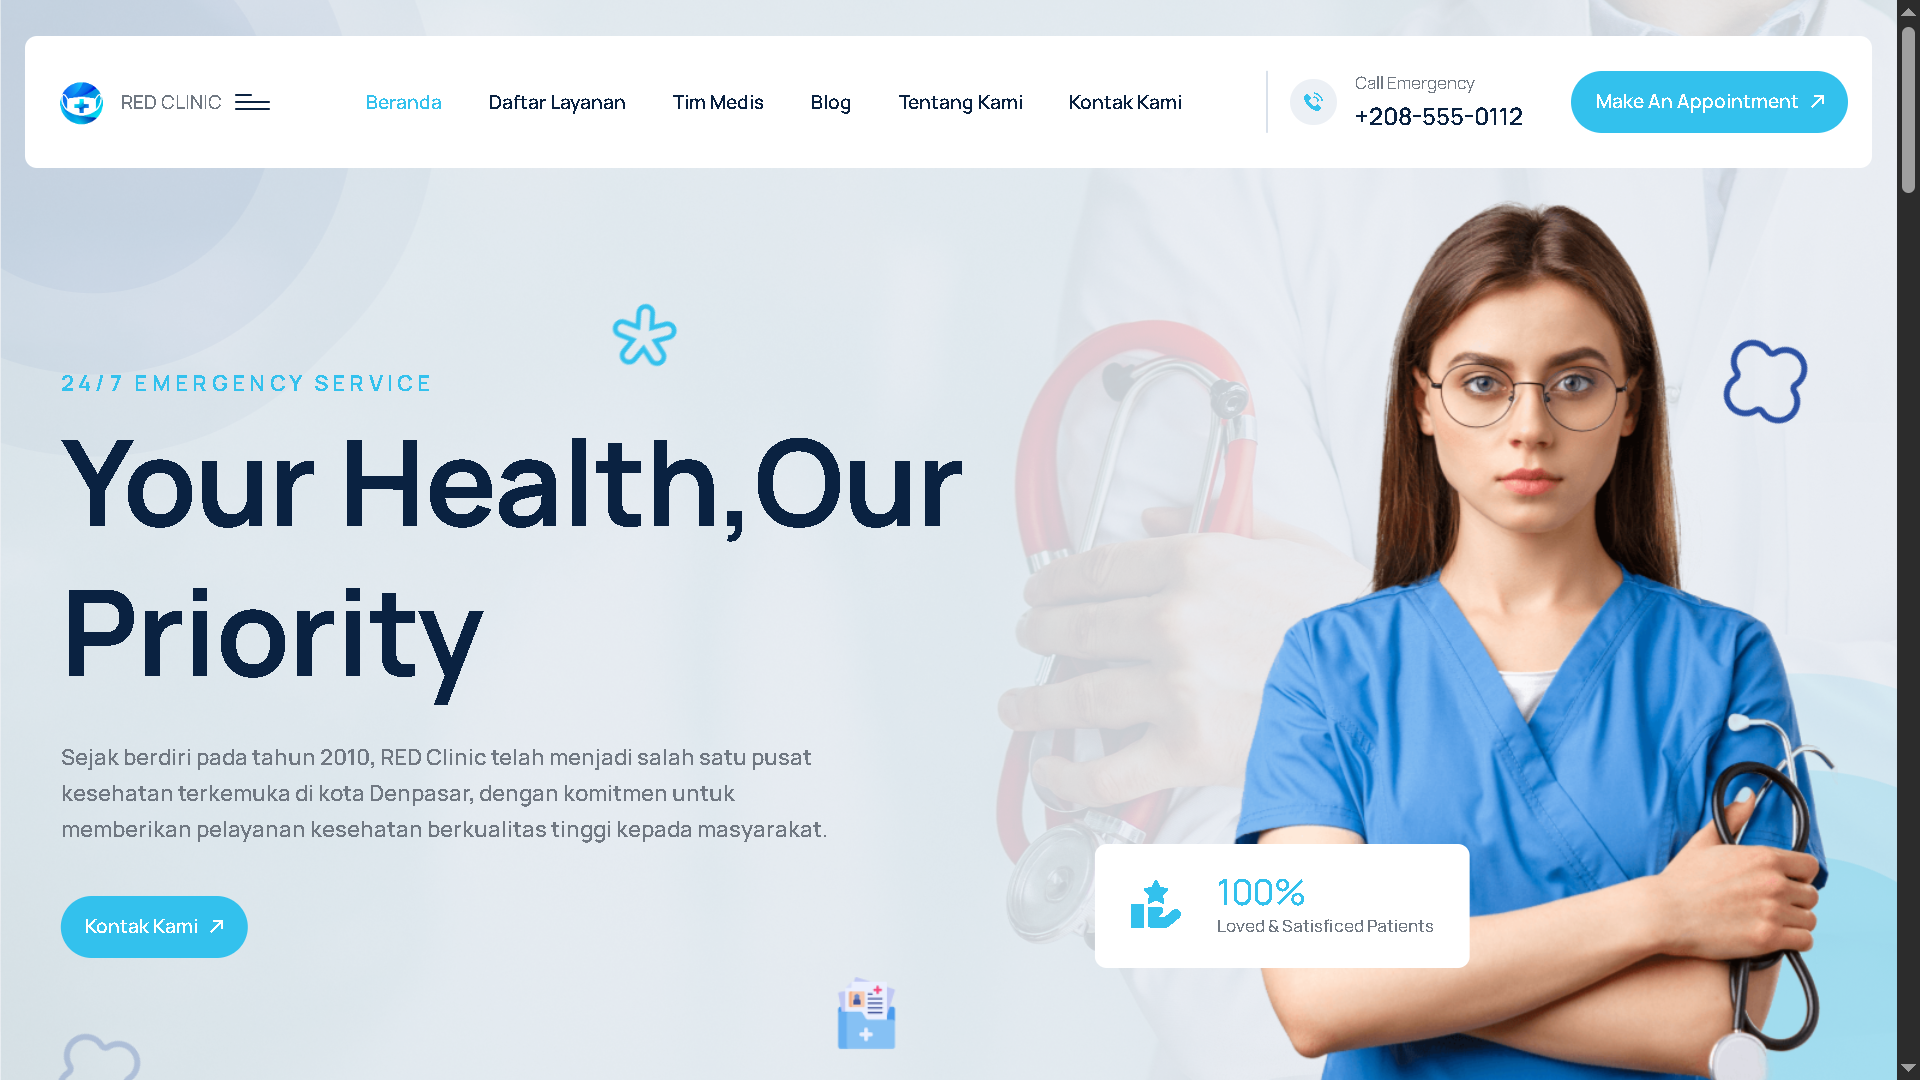 RED CLINIC
Beranda
Daftar Layanan
Tim Medis
Blog
Tentang Kami
Kontak Kami
Call Emergency
+208-555-0112
Make An Appointment
24/7 EMERGENCY SERVICE
Your Health,Our
Priority
Sejak berdiri pada tahun 2010, RED Clinic telah menjadi salah satu pusat
kesehatan terkemuka di kota Denpasar, dengan komitmen untuk
memberikan pelayanan kesehatan berkualitas tinggi kepada masyarakat.
Kontak Kami
100%
Loved & Satisficed Patients